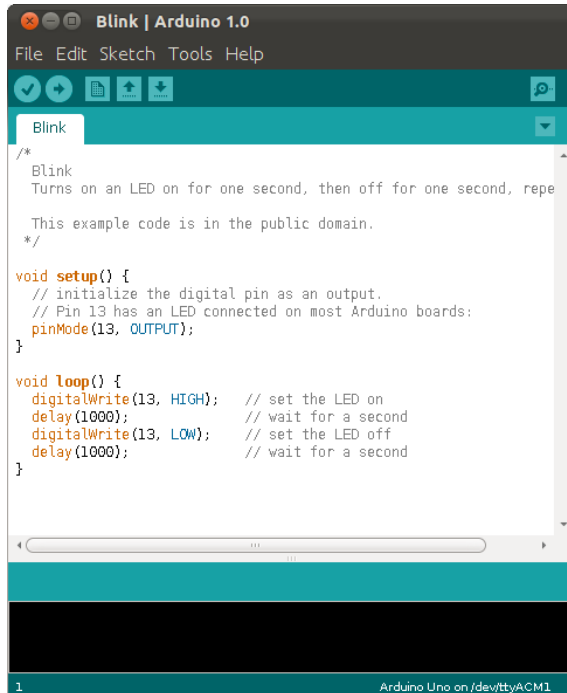 Blink | Arduino 1.0
File Edit Sketch Tools Help
Blink
/*
  Blink
  Turns on an LED on for one second, then off for one second, repe

  This example code is in the public domain.
 */

void setup() {
  // initialize the digital pin as an output.
  // Pin 13 has an LED connected on most Arduino boards:
  pinMode(13, OUTPUT);
}

void loop() {
  digitalWrite(13, HIGH);   // set the LED on
  delay(1000);              // wait for a second
  digitalWrite(13, LOW);    // set the LED off
  delay(1000);              // wait for a second
}
1 Arduino Uno on /dev/ttyACM1